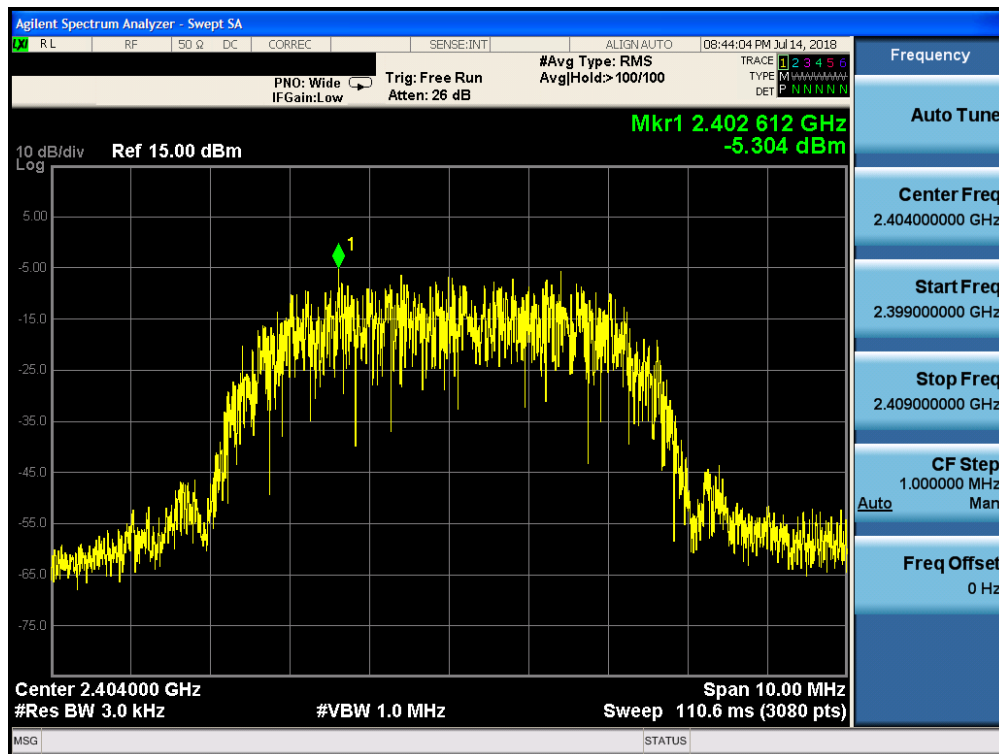 Agilent Spectrum Analyzer - Swept SA
LXI RL RF 50 Ω DC CORREC SENSE:INT ALIGN AUTO 08:44:04 PM Jul 14, 2018
Frequency
PNO: Wide
IFGain:Low
Trig: Free Run
Atten: 26 dB
#Avg Type: RMS
Avg|Hold:>100/100
TRACE 1 2 3 4 5 6
TYPE M
DET P N N N N N
Auto Tune
Mkr1 2.402 612 GHz
-5.304 dBm
10 dB/div Ref 15.00 dBm
Log
5.00
-5.00
-15.0
-25.0
-35.0
-45.0
-55.0
-65.0
-75.0
1
Center Freq
2.404000000 GHz
Start Freq
2.399000000 GHz
Stop Freq
2.409000000 GHz
CF Step
1.000000 MHz
Auto Man
Freq Offset
0 Hz
Center 2.404000 GHz Span 10.00 MHz
#Res BW 3.0 kHz #VBW 1.0 MHz Sweep 110.6 ms (3080 pts)
MSG STATUS